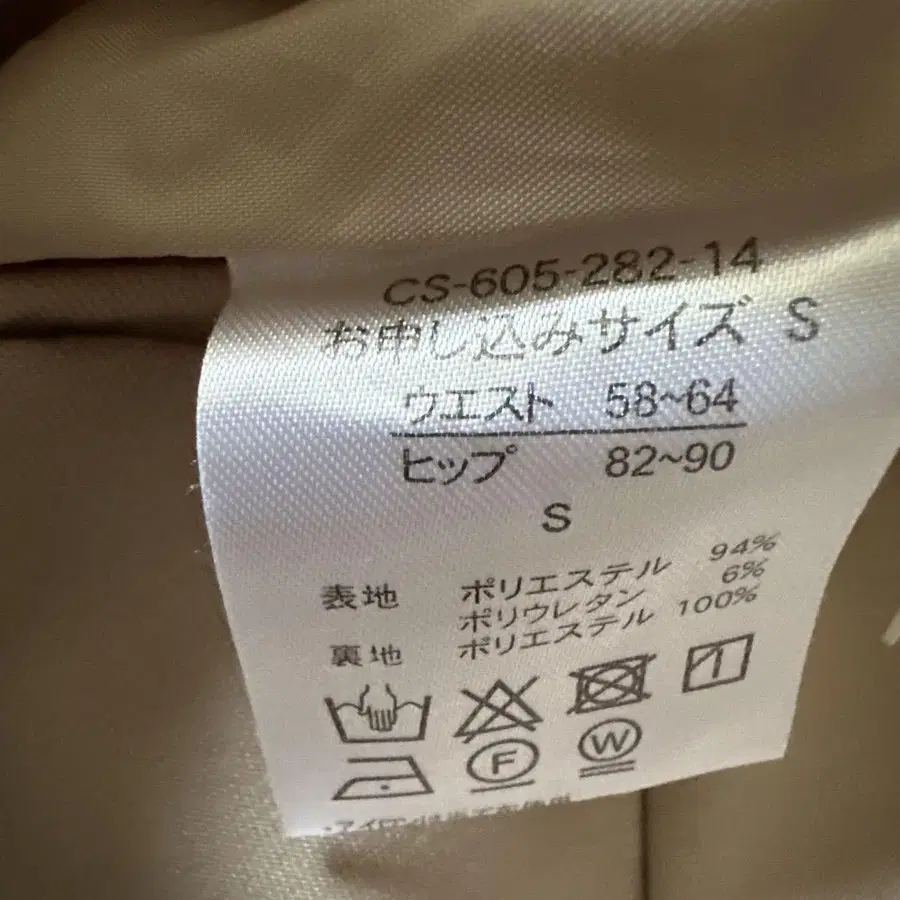 CS-605-282-14
お申し込みサイズ S
ウエスト 58~64
ヒップ 82~90
S
表地 ポリエステル 94%
ポリウレタン 6%
裏地 ポリエステル 100%
F
W